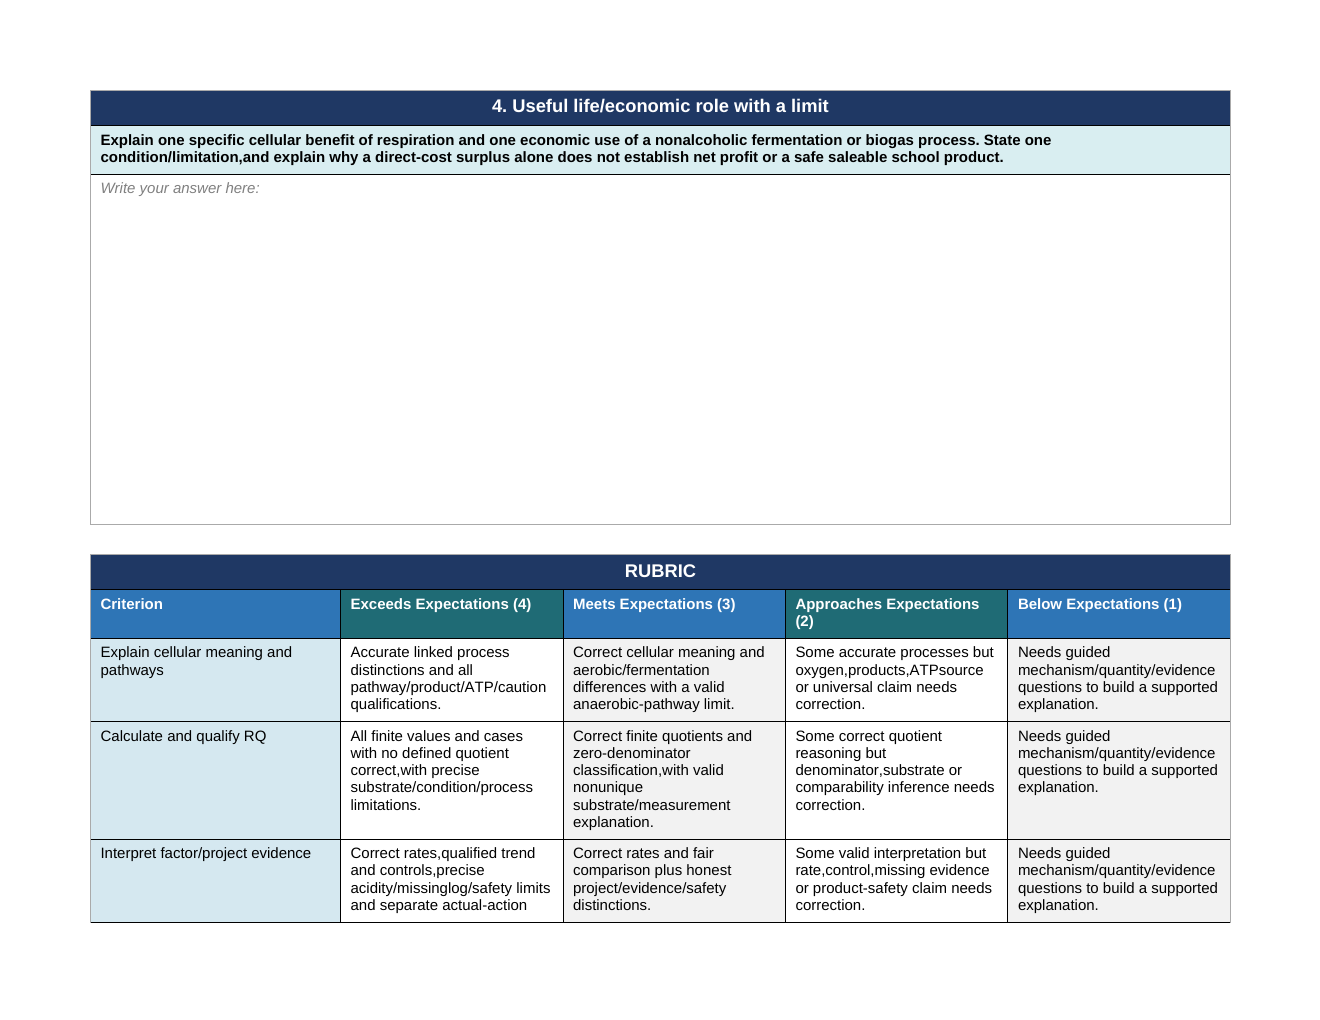 4. Useful life/economic role with a limit
Explain one specific cellular benefit of respiration and one economic use of a nonalcoholic fermentation or biogas process. State one
condition/limitation,and explain why a direct-cost surplus alone does not establish net profit or a safe saleable school product.
Write your answer here:
RUBRIC
Criterion
Exceeds Expectations (4)
Meets Expectations (3)
Approaches Expectations
(2)
Below Expectations (1)
Explain cellular meaning and
pathways
Accurate linked process
distinctions and all
pathway/product/ATP/caution
qualifications.
Correct cellular meaning and
aerobic/fermentation
differences with a valid
anaerobic-pathway limit.
Some accurate processes but
oxygen,products,ATPsource
or universal claim needs
correction.
Needs guided
mechanism/quantity/evidence
questions to build a supported
explanation.
Calculate and qualify RQ
All finite values and cases
with no defined quotient
correct,with precise
substrate/condition/process
limitations.
Correct finite quotients and
zero-denominator
classification,with valid
nonunique
substrate/measurement
explanation.
Some correct quotient
reasoning but
denominator,substrate or
comparability inference needs
correction.
Needs guided
mechanism/quantity/evidence
questions to build a supported
explanation.
Interpret factor/project evidence
Correct rates,qualified trend
and controls,precise
acidity/missinglog/safety limits
and separate actual-action
Correct rates and fair
comparison plus honest
project/evidence/safety
distinctions.
Some valid interpretation but
rate,control,missing evidence
or product-safety claim needs
correction.
Needs guided
mechanism/quantity/evidence
questions to build a supported
explanation.